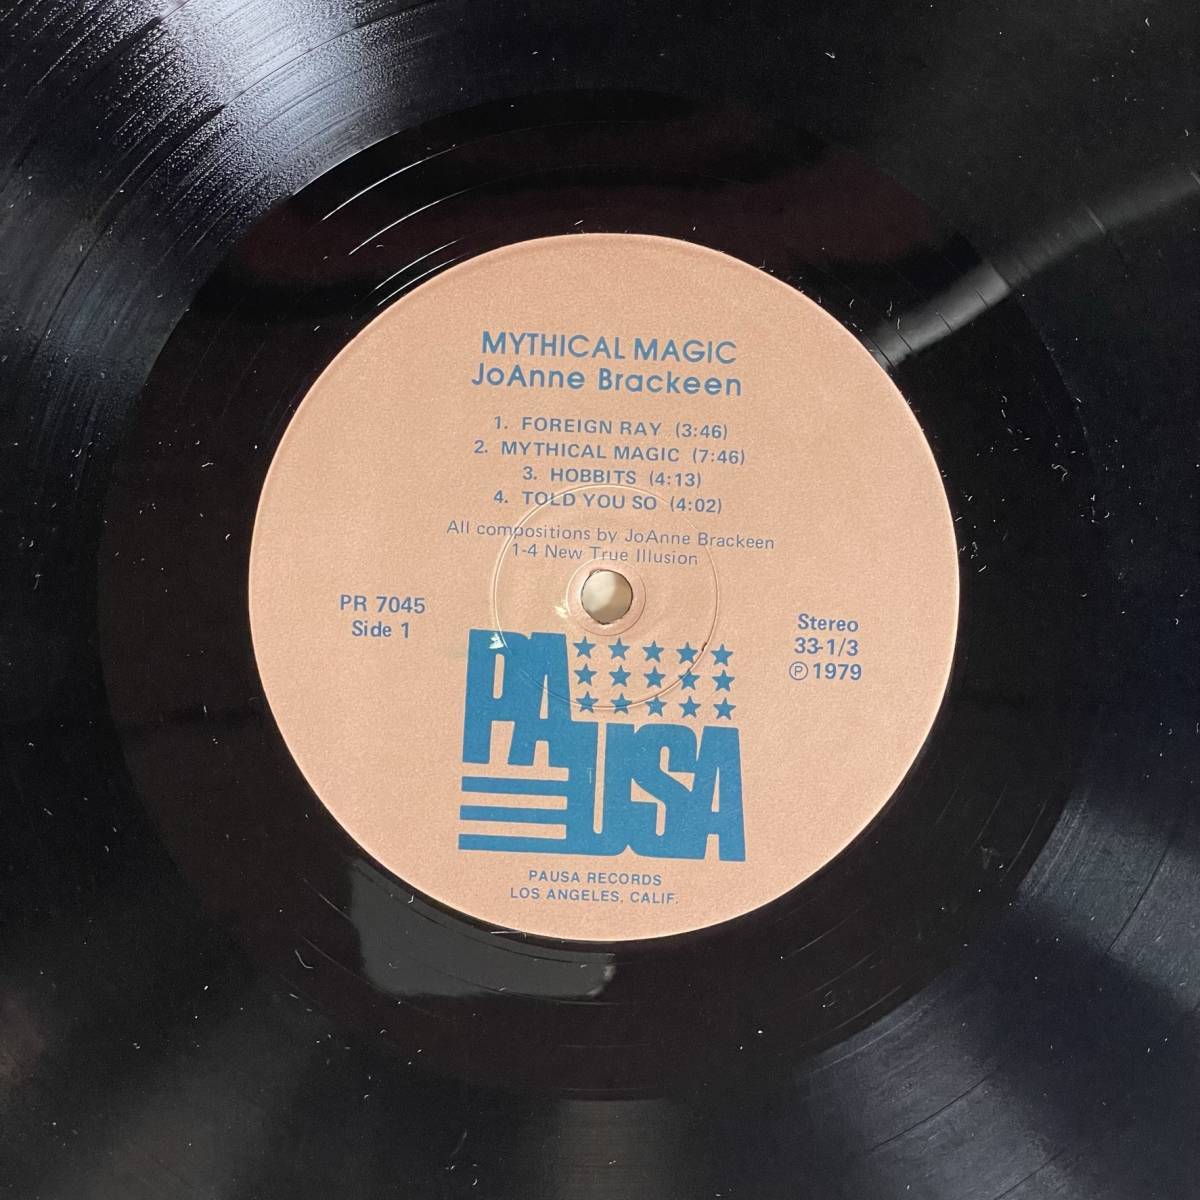 MYTHICAL MAGIC
JoAnne Brackeen
1. FOREIGN RAY (3:46)
2. MYTHICAL MAGIC (7:46)
3. HOBBITS (4:13)
4. TOLD YOU SO (4:02)
All compositions by JoAnne Brackeen
1-4 New True Illusion
PR 7045
Side 1
Stereo
33-1/3
Ⓟ 1979
PAUSA
PAUSA RECORDS
LOS ANGELES, CALIF.